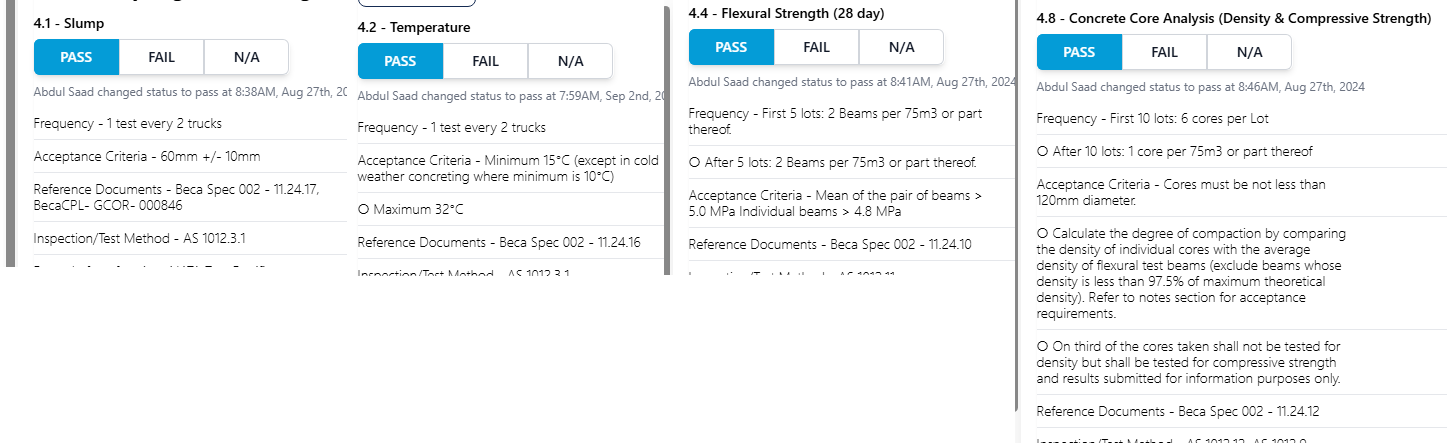 4.1 - Slump
PASS FAIL N/A
Abdul Saad changed status to pass at 8:38AM, Aug 27th, 20
Frequency - 1 test every 2 trucks
Acceptance Criteria - 60mm +/- 10mm
Reference Documents - Beca Spec 002 - 11.24.17,
BecaCPL- GCOR- 000846
Inspection/Test Method - AS 1012.3.1
4.2 - Temperature
PASS FAIL N/A
Abdul Saad changed status to pass at 7:59AM, Sep 2nd, 20
Frequency - 1 test every 2 trucks
Acceptance Criteria - Minimum 15°C (except in cold
weather concreting where minimum is 10°C)
O Maximum 32°C
Reference Documents - Beca Spec 002 - 11.24.16
Inspection/Test Method - AS 1012.3.1
4.4 - Flexural Strength (28 day)
PASS FAIL N/A
Abdul Saad changed status to pass at 8:41AM, Aug 27th, 2024
Frequency - First 5 lots: 2 Beams per 75m3 or part
thereof.
O After 5 lots: 2 Beams per 75m3 or part thereof.
Acceptance Criteria - Mean of the pair of beams >
5.0 MPa Individual beams > 4.8 MPa
Reference Documents - Beca Spec 002 - 11.24.10
Inspection/Test Method - AS 1012.11
4.8 - Concrete Core Analysis (Density & Compressive Strength)
PASS FAIL N/A
Abdul Saad changed status to pass at 8:46AM, Aug 27th, 2024
Frequency - First 10 lots: 6 cores per Lot
O After 10 lots: 1 core per 75m3 or part thereof
Acceptance Criteria - Cores must be not less than
120mm diameter.
O Calculate the degree of compaction by comparing
the density of individual cores with the average
density of flexural test beams (exclude beams whose
density is less than 97.5% of maximum theoretical
density). Refer to notes section for acceptance
requirements.
O On third of the cores taken shall not be tested for
density but shall be tested for compressive strength
and results submitted for information purposes only.
Reference Documents - Beca Spec 002 - 11.24.12
Inspection/Test Method - AS 1012.12, AS 1012.9